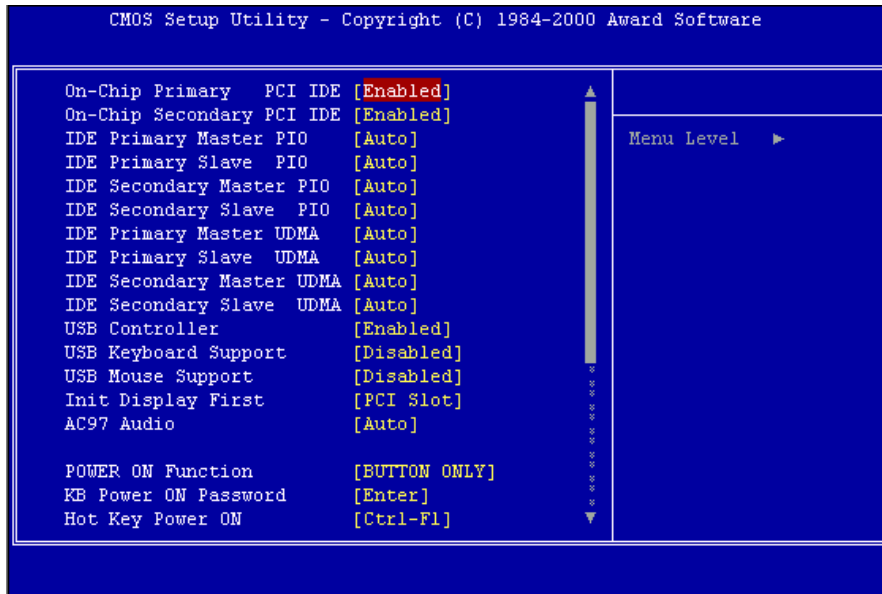 CMOS Setup Utility - Copyright (C) 1984-2000 Award Software
On-Chip Primary PCI IDE [Enabled]
On-Chip Secondary PCI IDE [Enabled]
IDE Primary Master PIO [Auto]
IDE Primary Slave PIO [Auto]
IDE Secondary Master PIO [Auto]
IDE Secondary Slave PIO [Auto]
IDE Primary Master UDMA [Auto]
IDE Primary Slave UDMA [Auto]
IDE Secondary Master UDMA [Auto]
IDE Secondary Slave UDMA [Auto]
USB Controller [Enabled]
USB Keyboard Support [Disabled]
USB Mouse Support [Disabled]
Init Display First [PCI Slot]
AC97 Audio [Auto]
POWER ON Function [BUTTON ONLY]
KB Power ON Password [Enter]
Hot Key Power ON [Ctrl-F1]
Menu Level ►